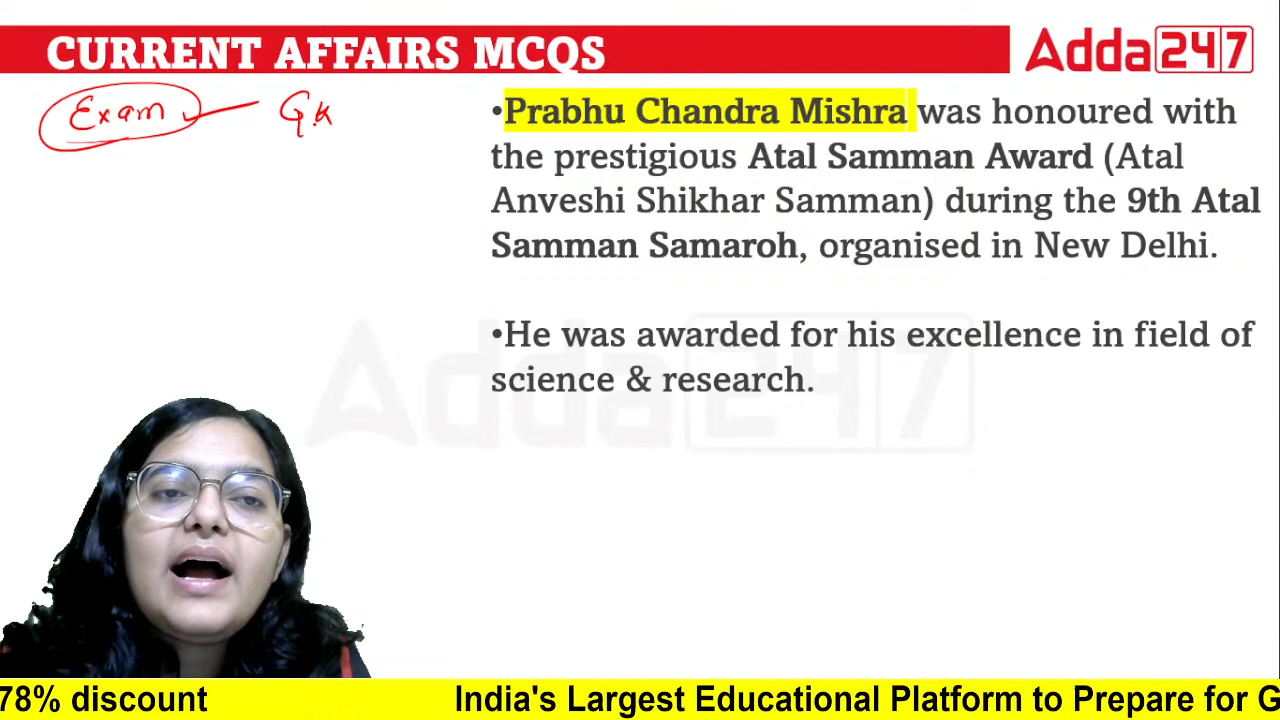 CURRENT AFFAIRS MCQS
Adda247
Exam G.K
•Prabhu Chandra Mishra was honoured with
the prestigious Atal Samman Award (Atal
Anveshi Shikhar Samman) during the 9th Atal
Samman Samaroh, organised in New Delhi.
•He was awarded for his excellence in field of
science & research.
Adda247
78% discount India's Largest Educational Platform to Prepare for G